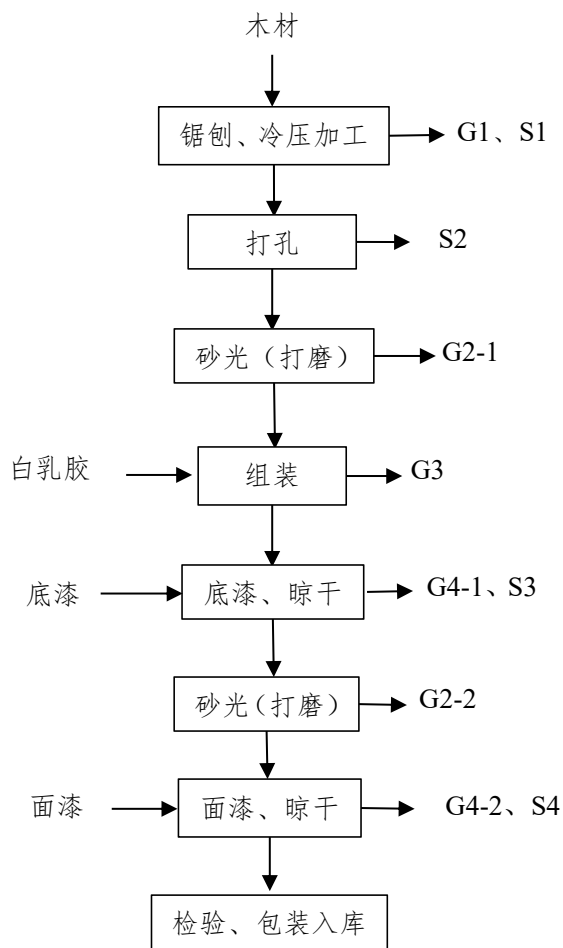 木材
锯刨、冷压加工
G1、S1
打孔
S2
砂光（打磨）
G2-1
白乳胶
组装
G3
底漆
底漆、晾干
G4-1、S3
砂光（打磨）
G2-2
面漆
面漆、晾干
G4-2、S4
检验、包装入库